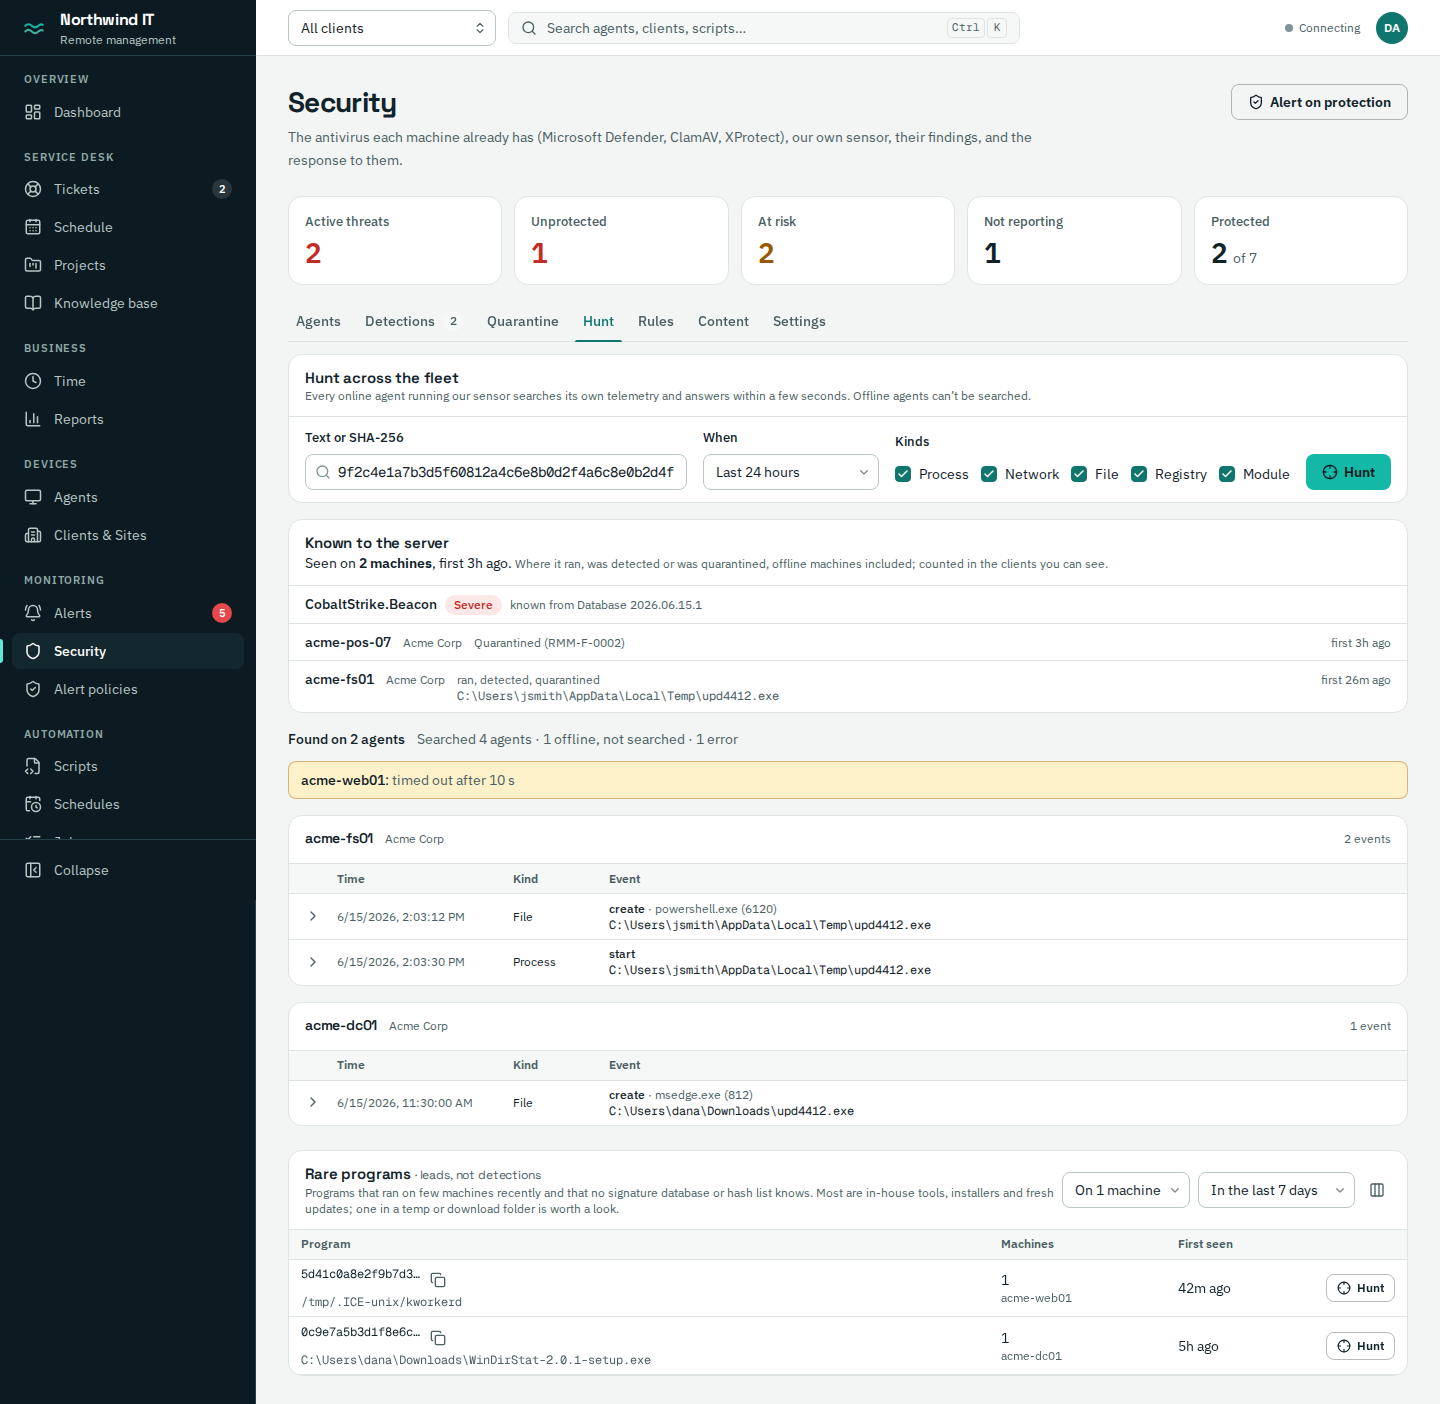 Northwind IT
Remote management
OVERVIEW
Dashboard
SERVICE DESK
Tickets 2
Schedule
Projects
Knowledge base
BUSINESS
Time
Reports
DEVICES
Agents
Clients & Sites
MONITORING
Alerts 5
Security
Alert policies
AUTOMATION
Scripts
Schedules
Collapse
All clients
Search agents, clients, scripts... Ctrl K
Connecting DA
Security
Alert on protection
The antivirus each machine already has (Microsoft Defender, ClamAV, XProtect), our own sensor, their findings, and the
response to them.
Active threats
2
Unprotected
1
At risk
2
Not reporting
1
Protected
2 of 7
Agents Detections 2 Quarantine Hunt Rules Content Settings
Hunt across the fleet
Every online agent running our sensor searches its own telemetry and answers within a few seconds. Offline agents can't be searched.
Text or SHA-256
9f2c4e1a7b3d5f60812a4c6e8b0d2f4a6c8e0b2d4f
When
Last 24 hours
Kinds
Process Network File Registry Module
Hunt
Known to the server
Seen on 2 machines, first 3h ago. Where it ran, was detected or was quarantined, offline machines included; counted in the clients you can see.
CobaltStrike.Beacon Severe known from Database 2026.06.15.1
acme-pos-07 Acme Corp Quarantined (RMM-F-0002) first 3h ago
acme-fs01 Acme Corp ran, detected, quarantined first 26m ago
C:\Users\jsmith\AppData\Local\Temp\upd4412.exe
Found on 2 agents Searched 4 agents · 1 offline, not searched · 1 error
acme-web01: timed out after 10 s
acme-fs01 Acme Corp 2 events
Time Kind Event
6/15/2026, 2:03:12 PM File create · powershell.exe (6120)
C:\Users\jsmith\AppData\Local\Temp\upd4412.exe
6/15/2026, 2:03:30 PM Process start
C:\Users\jsmith\AppData\Local\Temp\upd4412.exe
acme-dc01 Acme Corp 1 event
Time Kind Event
6/15/2026, 11:30:00 AM File create · msedge.exe (812)
C:\Users\dana\Downloads\upd4412.exe
Rare programs · leads, not detections
Programs that ran on few machines recently and that no signature database or hash list knows. Most are in-house tools, installers and fresh
updates; one in a temp or download folder is worth a look.
On 1 machine In the last 7 days
Program Machines First seen
5d41c0a8e2f9b7d3…
/tmp/.ICE-unix/kworkerd
1
acme-web01
42m ago
Hunt
0c9e7a5b3d1f8e6c…
C:\Users\dana\Downloads\WinDirStat-2.0.1-setup.exe
1
acme-dc01
5h ago
Hunt